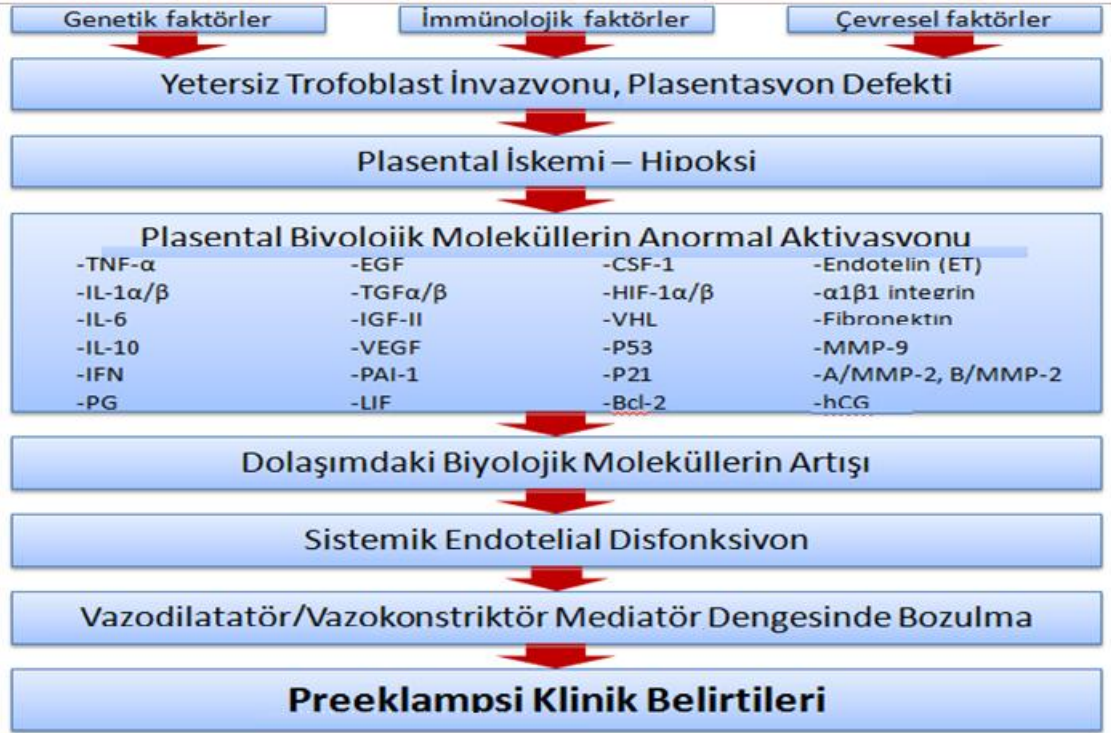 Genetik faktörler İmmünolojik faktörler Çevresel faktörler
Yetersiz Trofoblast İnvazyonu, Plasentasyon Defekti
Plasental İskemi – Hipoksi
Plasental Biyolojik Moleküllerin Anormal Aktivasyonu
-TNF-α -EGF -CSF-1 -Endotelin (ET)
-IL-1α/β -TGFα/β -HIF-1α/β -α1β1 integrin
-IL-6 -IGF-II -VHL -Fibronektin
-IL-10 -VEGF -P53 -MMP-9
-IFN -PAI-1 -P21 -A/MMP-2, B/MMP-2
-PG -LIF -Bcl-2 -hCG
Dolaşımdaki Biyolojik Moleküllerin Artışı
Sistemik Endotelial Disfonksiyon
Vazodilatatör/Vazokonstriktör Mediatör Dengesinde Bozulma
Preeklampsi Klinik Belirtileri